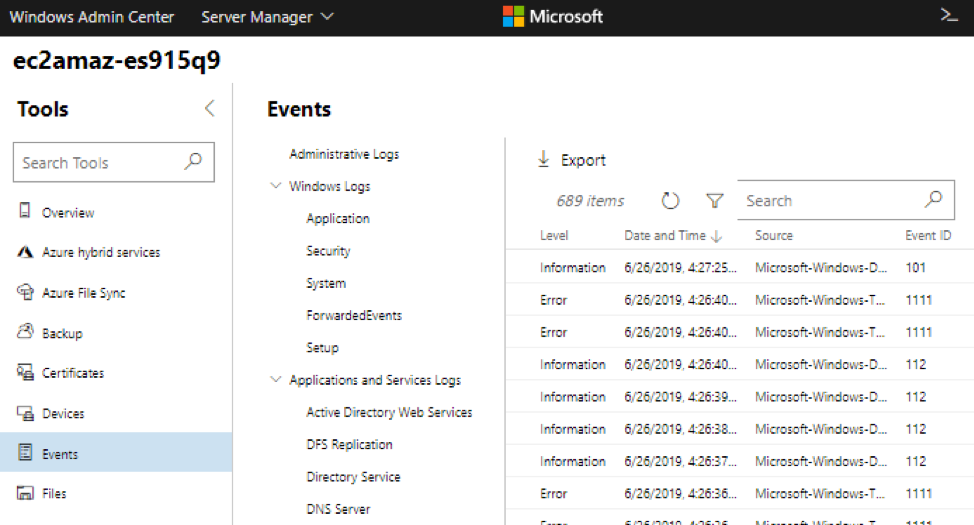 Windows Admin Center Server Manager Microsoft
ec2amaz-es915q9
Tools
Search Tools
Overview
Azure hybrid services
Azure File Sync
Backup
Certificates
Devices
Events
Files
Events
Administrative Logs
Windows Logs
Application
Security
System
ForwardedEvents
Setup
Applications and Services Logs
Active Directory Web Services
DFS Replication
Directory Service
DNS Server
Export
689 items Search
Level Date and Time Source Event ID
Information 6/26/2019, 4:27:25... Microsoft-Windows-D... 101
Error 6/26/2019, 4:26:40... Microsoft-Windows-T... 1111
Error 6/26/2019, 4:26:40... Microsoft-Windows-T... 1111
Information 6/26/2019, 4:26:40... Microsoft-Windows-D... 112
Information 6/26/2019, 4:26:39... Microsoft-Windows-D... 112
Information 6/26/2019, 4:26:38... Microsoft-Windows-D... 112
Information 6/26/2019, 4:26:37... Microsoft-Windows-D... 112
Error 6/26/2019, 4:26:36... Microsoft-Windows-T... 1111